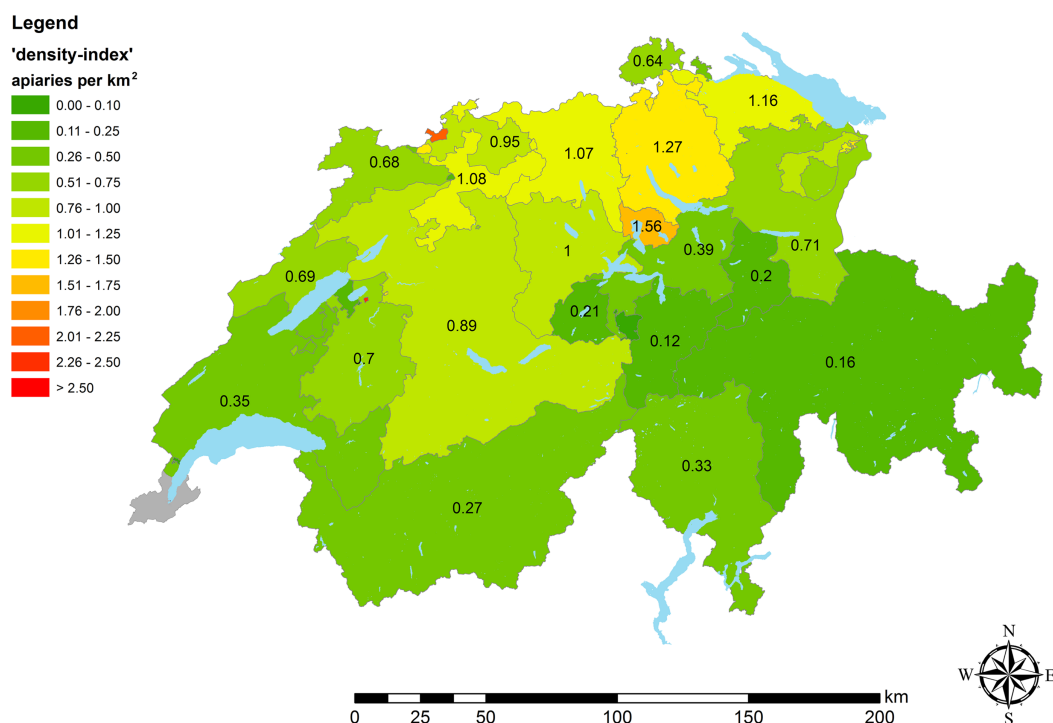 Legend
'density-index'
apiaries per km²
0.00 - 0.10
0.11 - 0.25
0.26 - 0.50
0.51 - 0.75
0.76 - 1.00
1.01 - 1.25
1.26 - 1.50
1.51 - 1.75
1.76 - 2.00
2.01 - 2.25
2.26 - 2.50
> 2.50
0.64
1.16
0.95
1.27
1.07
0.68
1.08
1.56
0.39
1
0.71
0.69
0.2
0.21
0.89
0.12
0.7
0.16
0.35
0.33
0.27
N
W E
S
km
0 25 50 100 150 200